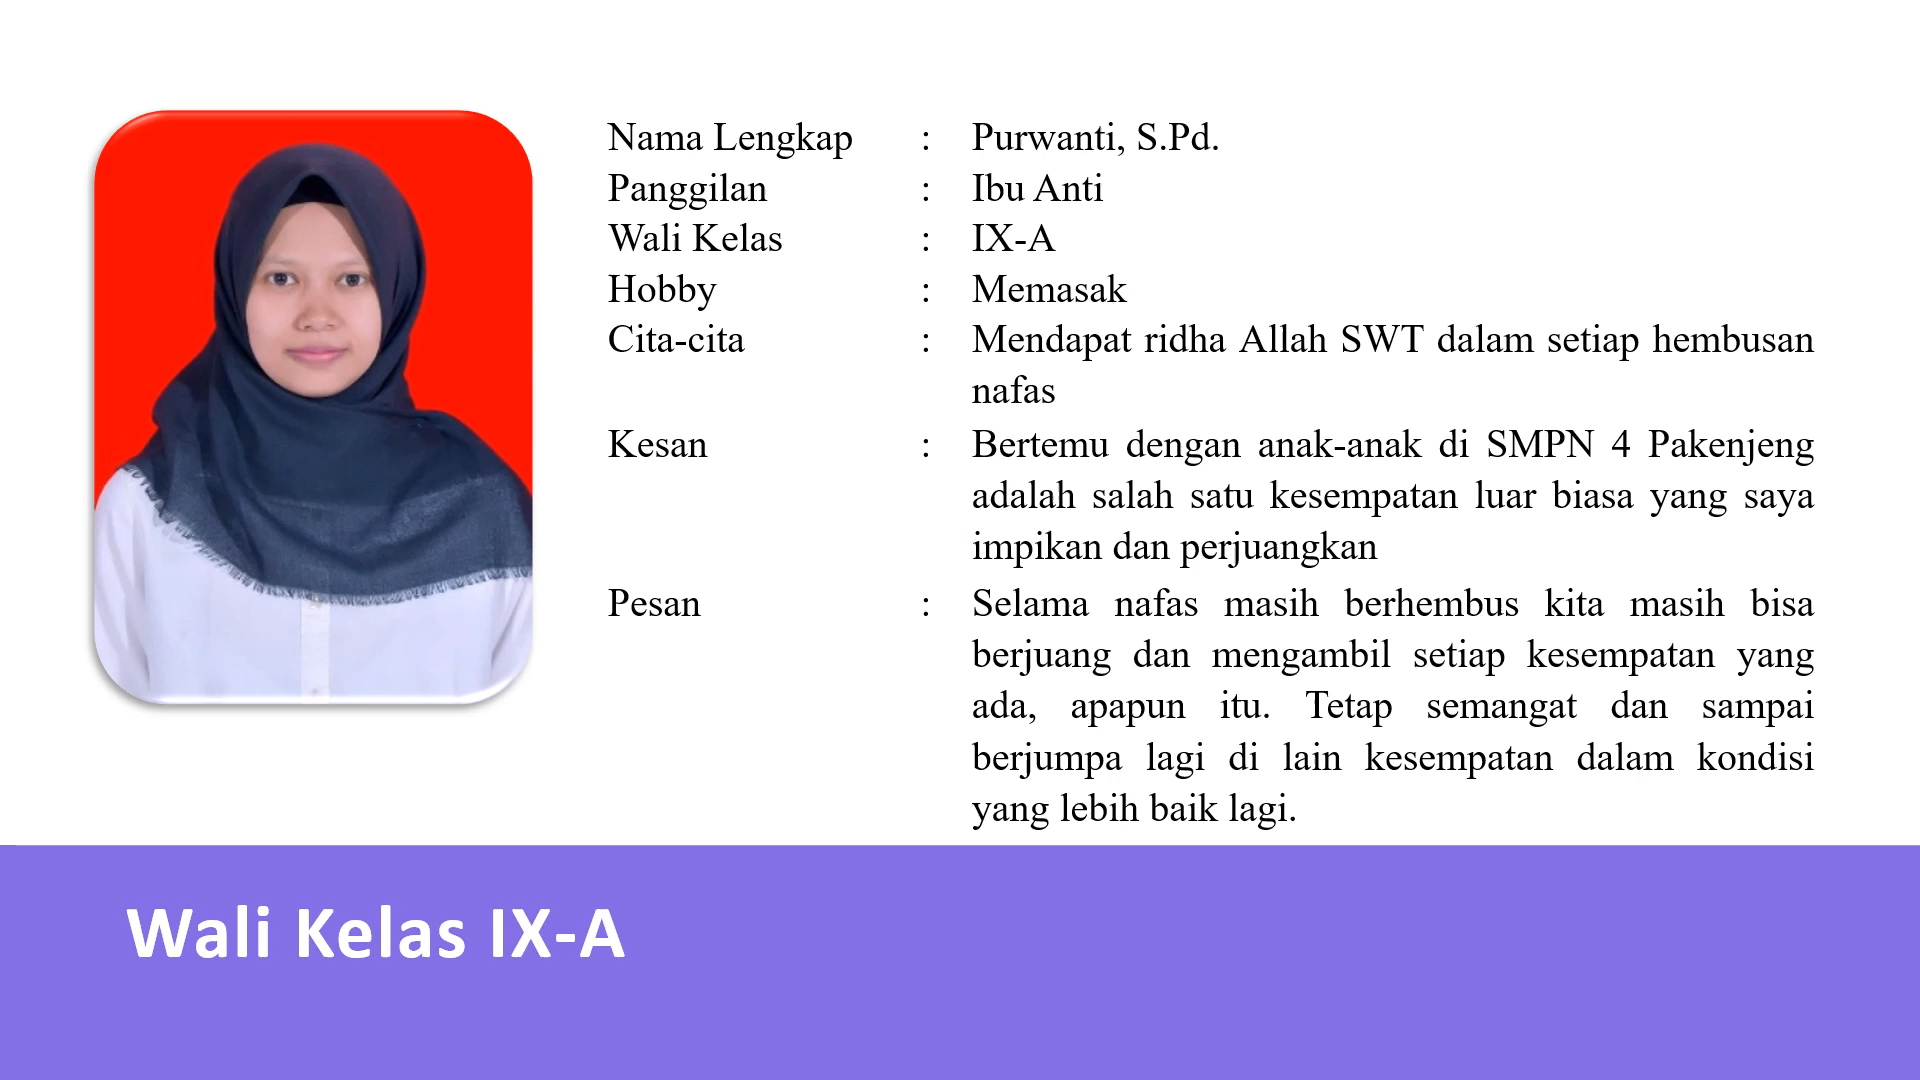 Nama Lengkap : Purwanti, S.Pd.
Panggilan : Ibu Anti
Wali Kelas : IX-A
Hobby : Memasak
Cita-cita : Mendapat ridha Allah SWT dalam setiap hembusan
nafas
Kesan : Bertemu dengan anak-anak di SMPN 4 Pakenjeng
adalah salah satu kesempatan luar biasa yang saya
impikan dan perjuangkan
Pesan : Selama nafas masih berhembus kita masih bisa
berjuang dan mengambil setiap kesempatan yang
ada, apapun itu. Tetap semangat dan sampai
berjumpa lagi di lain kesempatan dalam kondisi
yang lebih baik lagi.
Wali Kelas IX-A